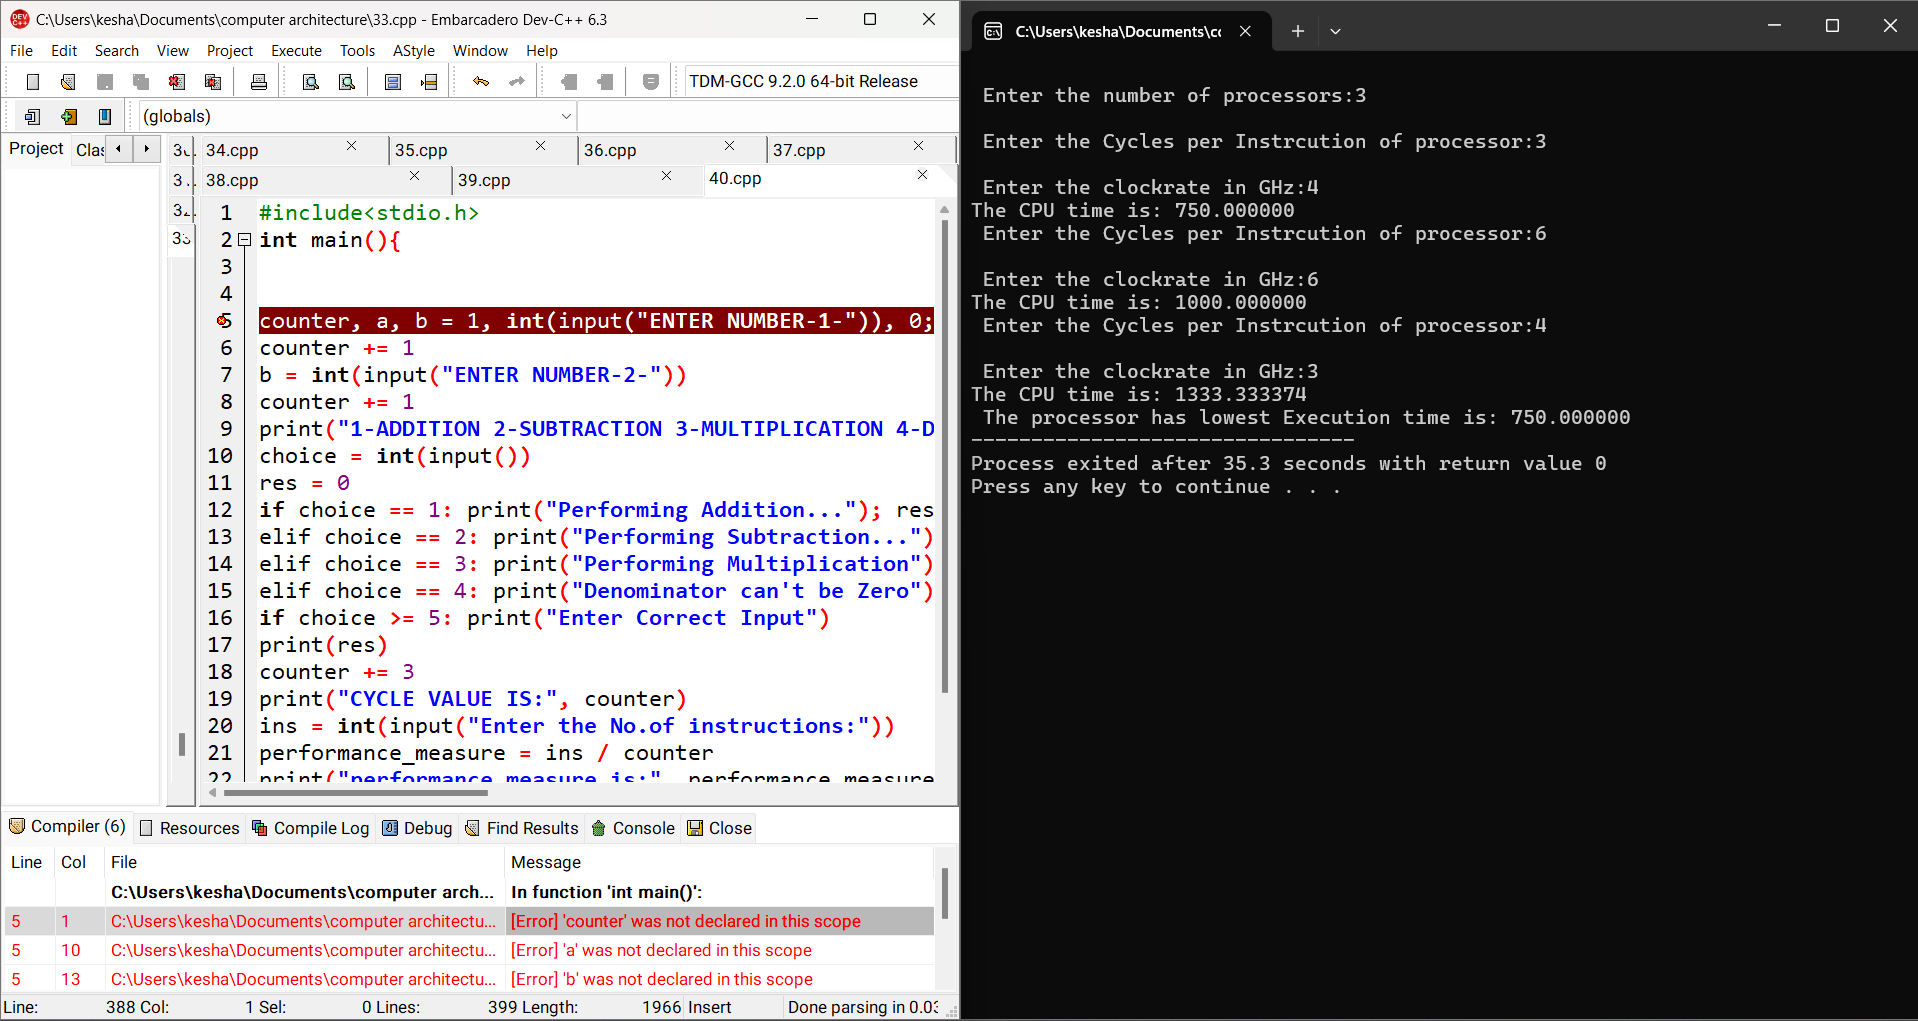 C:\Users\kesha\Documents\computer architecture\33.cpp - Embarcadero Dev-C++ 6.3
File Edit Search View Project Execute Tools AStyle Window Help
TDM-GCC 9.2.0 64-bit Release
(globals)
Project Clas
34.cpp 35.cpp 36.cpp 37.cpp
38.cpp 39.cpp 40.cpp
33
1 #include<stdio.h>
2 int main(){
3
4
5 counter, a, b = 1, int(input("ENTER NUMBER-1-")), 0;
6 counter += 1
7 b = int(input("ENTER NUMBER-2-"))
8 counter += 1
9 print("1-ADDITION 2-SUBTRACTION 3-MULTIPLICATION 4-D
10 choice = int(input())
11 res = 0
12 if choice == 1: print("Performing Addition..."); res
13 elif choice == 2: print("Performing Subtraction...")
14 elif choice == 3: print("Performing Multiplication")
15 elif choice == 4: print("Denominator can't be Zero")
16 if choice >= 5: print("Enter Correct Input")
17 print(res)
18 counter += 3
19 print("CYCLE VALUE IS:", counter)
20 ins = int(input("Enter the No.of instructions:"))
21 performance_measure = ins / counter
22 print("performance measure is:", performance_measure
Compiler (6) Resources Compile Log Debug Find Results Console Close
Line Col File Message
C:\Users\kesha\Documents\computer arch... In function 'int main()':
5 1 C:\Users\kesha\Documents\computer architectu... [Error] 'counter' was not declared in this scope
5 10 C:\Users\kesha\Documents\computer architectu... [Error] 'a' was not declared in this scope
5 13 C:\Users\kesha\Documents\computer architectu... [Error] 'b' was not declared in this scope
Line: 388 Col: 1 Sel: 0 Lines: 399 Length: 1966 Insert Done parsing in 0.03
C:\Users\kesha\Documents\co
Enter the number of processors:3
Enter the Cycles per Instrcution of processor:3
Enter the clockrate in GHz:4
The CPU time is: 750.000000
Enter the Cycles per Instrcution of processor:6
Enter the clockrate in GHz:6
The CPU time is: 1000.000000
Enter the Cycles per Instrcution of processor:4
Enter the clockrate in GHz:3
The CPU time is: 1333.333374
The processor has lowest Execution time is: 750.000000
--------------------------------
Process exited after 35.3 seconds with return value 0
Press any key to continue . . .